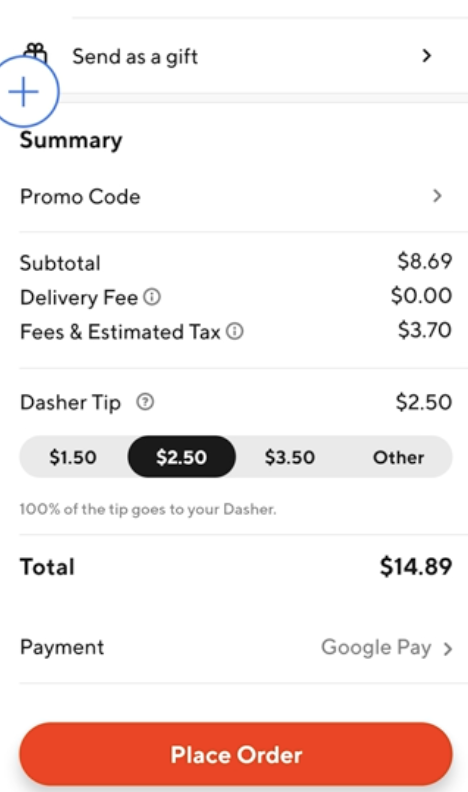 Send as a gift
Summary
Promo Code
Subtotal $8.69
Delivery Fee $0.00
Fees & Estimated Tax $3.70
Dasher Tip $2.50
$1.50 $2.50 $3.50 Other
100% of the tip goes to your Dasher.
Total $14.89
Payment Google Pay
Place Order